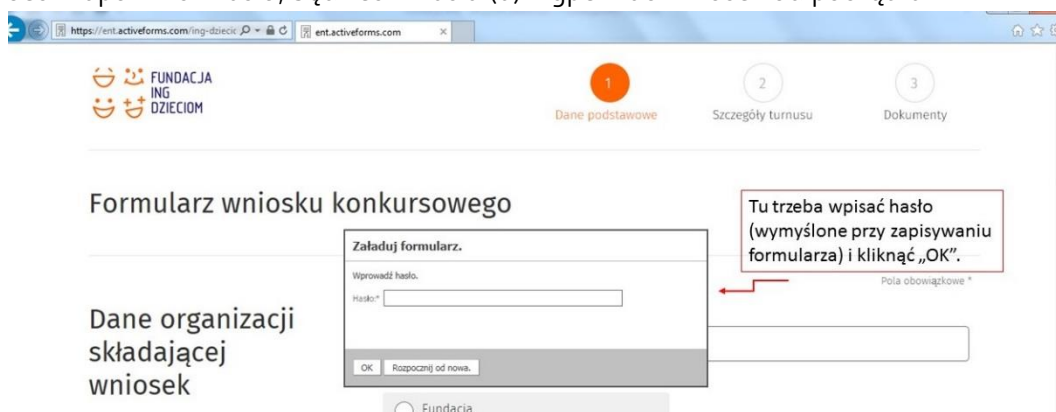 https://ent.activeforms.com/ing-dziecic
ent.activeforms.com
FUNDACJA
ING
DZIECIOM
1
2
3
Dane podstawowe
Szczegóły turnusu
Dokumenty
Formularz wniosku konkursowego
Tu trzeba wpisać hasło
(wymyślone przy zapisywaniu
formularza) i kliknąć „OK”.
Załaduj formularz.
Wprowadź hasło.
Hasło:*
Pola obowiązkowe *
Dane organizacji
składającej
wniosek
OK
Rozpocznij od nowa.
Fundacja